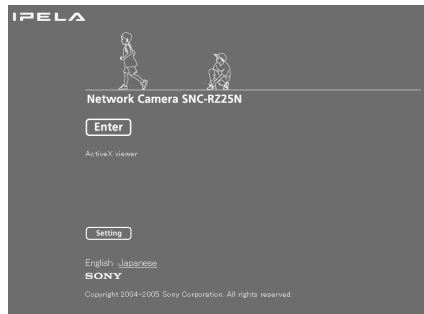 IPELA
Network Camera SNC-RZ25N
Enter
ActiveX viewer
Setting
English Japanese
SONY
Copyright 2004-2005 Sony Corporation. All rights reserved.